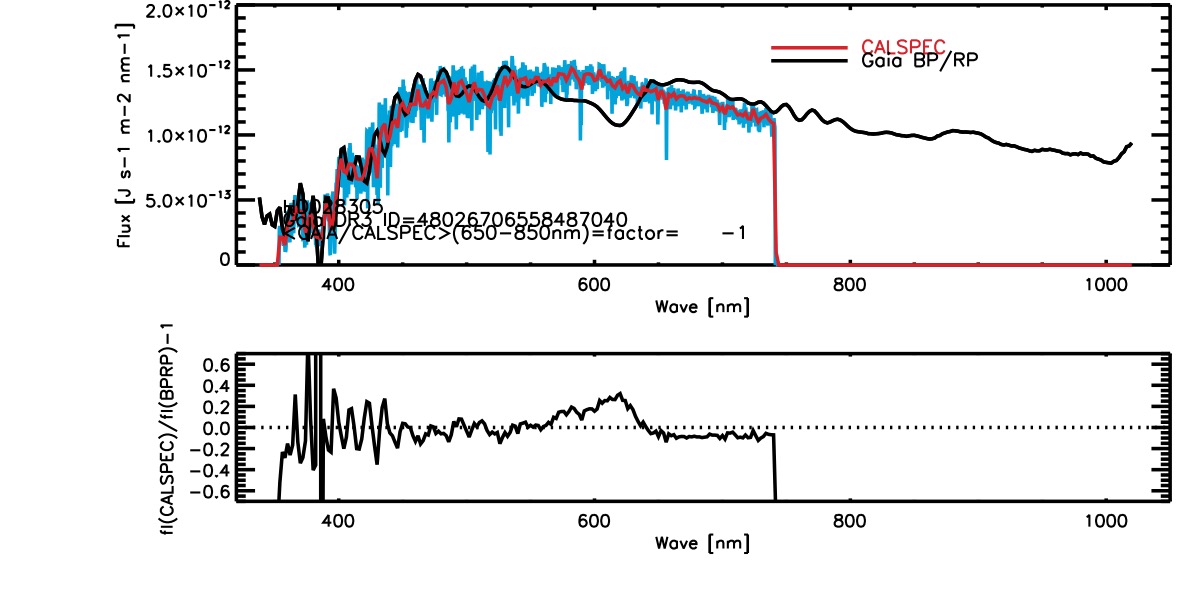 2.0×10−12
1.5×10−12
1.0×10−12
5.0×10−13
0
Flux [J s−1 m−2 nm−1]
CALSPEC
Gaia BP/RP
HD028305
Gaia DR3 ID=48026706558487040
<GAIA/CALSPEC>(650−850nm)=factor= −1
400 600 800 1000
Wave [nm]
0.6
0.4
0.2
0.0
−0.2
−0.4
−0.6
fl(CALSPEC)/fl(BPRP)−1
400 600 800 1000
Wave [nm]